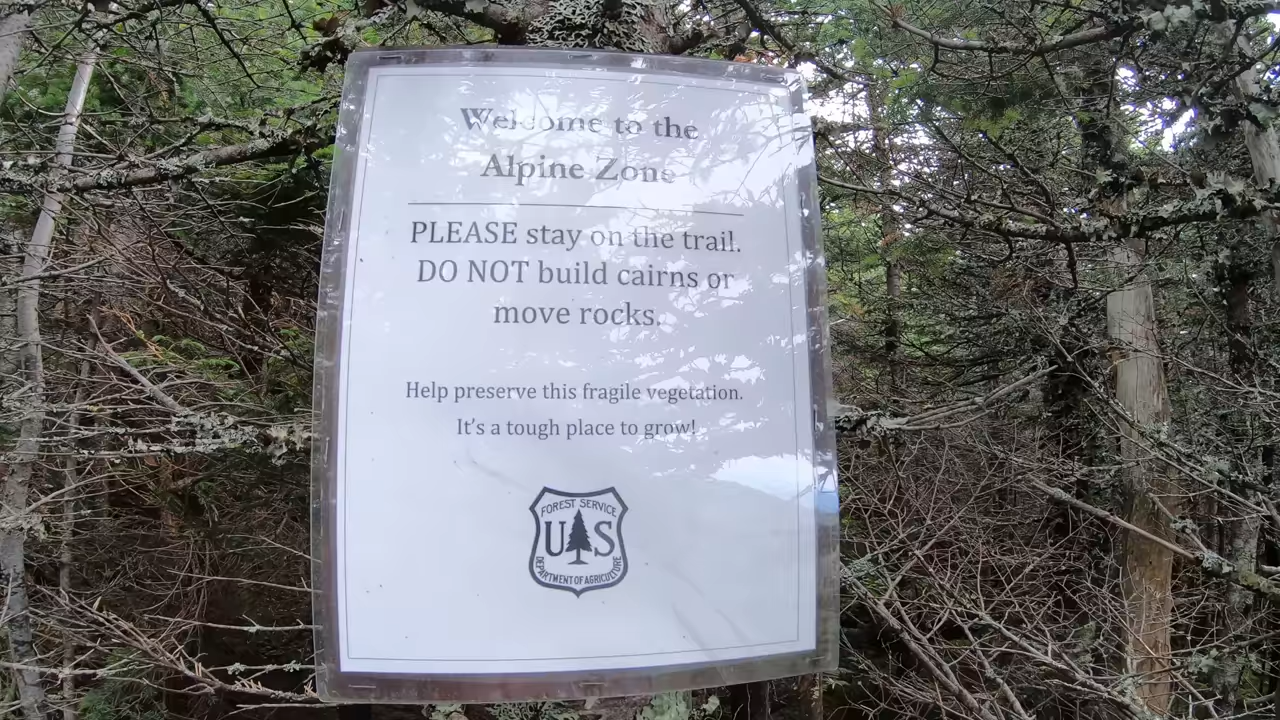 Welcome to the
Alpine Zone
PLEASE stay on the trail.
DO NOT build cairns or
move rocks.
Help preserve this fragile vegetation.
It's a tough place to grow!
FOREST SERVICE
US
DEPARTMENT OF AGRICULTURE